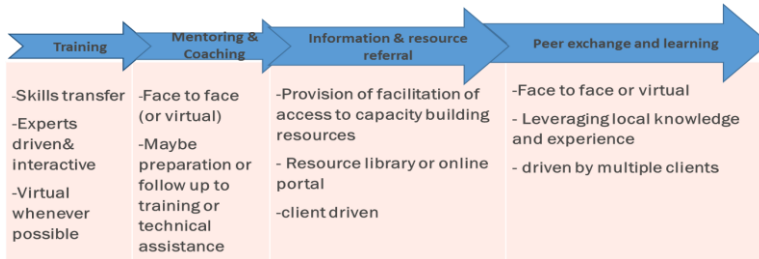 Training
Mentoring &
Coaching
Information & resource
referral
Peer exchange and learning
-Skills transfer
-Experts
driven&
interactive
-Virtual
whenever
possible
-Face to face
(or virtual)
-Maybe
preparation or
follow up to
training or
technical
assistance
-Provision of facilitation of
access to capacity building
resources
- Resource library or online
portal
-client driven
-Face to face or virtual
- Leveraging local knowledge
and experience
- driven by multiple clients